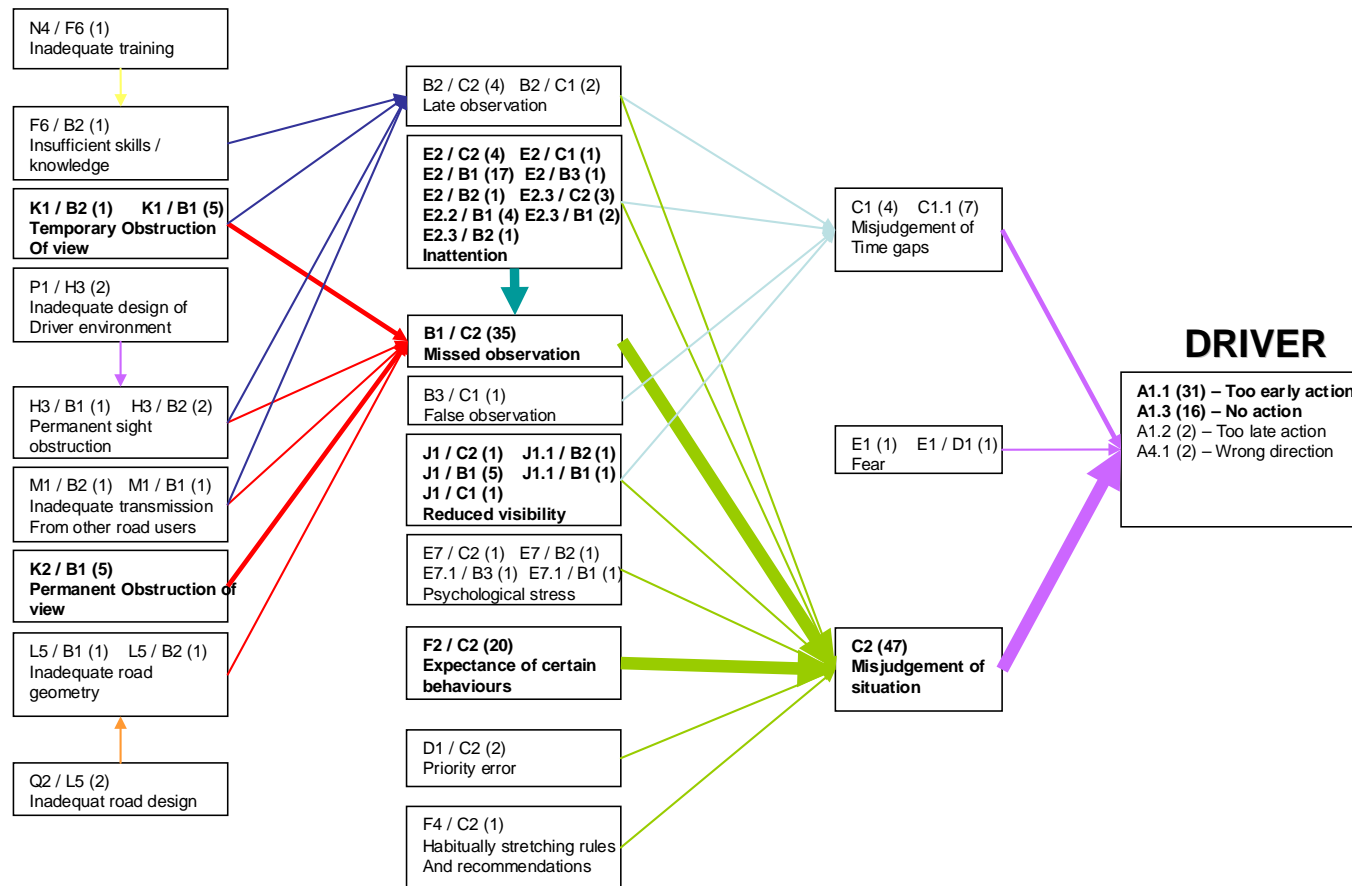 N4 / F6 (1)
Inadequate training
F6 / B2 (1)
Insufficient skills /
knowledge
K1 / B2 (1) K1 / B1 (5)
Temporary Obstruction
Of view
P1 / H3 (2)
Inadequate design of
Driver environment
H3 / B1 (1) H3 / B2 (2)
Permanent sight
obstruction
M1 / B2 (1) M1 / B1 (1)
Inadequate transmission
From other road users
K2 / B1 (5)
Permanent Obstruction of
view
L5 / B1 (1) L5 / B2 (1)
Inadequate road
geometry
Q2 / L5 (2)
Inadequat road design
B2 / C2 (4) B2 / C1 (2)
Late observation
E2 / C2 (4) E2 / C1 (1)
E2 / B1 (17) E2 / B3 (1)
E2 / B2 (1) E2.3 / C2 (3)
E2.2 / B1 (4) E2.3 / B1 (2)
E2.3 / B2 (1)
Inattention
B1 / C2 (35)
Missed observation
B3 / C1 (1)
False observation
J1 / C2 (1) J1.1 / B2 (1)
J1 / B1 (5) J1.1 / B1 (1)
J1 / C1 (1)
Reduced visibility
E7 / C2 (1) E7 / B2 (1)
E7.1 / B3 (1) E7.1 / B1 (1)
Psychological stress
F2 / C2 (20)
Expectance of certain
behaviours
D1 / C2 (2)
Priority error
F4 / C2 (1)
Habitually stretching rules
And recommendations
C1 (4) C1.1 (7)
Misjudgement of
Time gaps
E1 (1) E1 / D1 (1)
Fear
C2 (47)
Misjudgement of
situation
DRIVER
A1.1 (31) – Too early action
A1.3 (16) – No action
A1.2 (2) – Too late action
A4.1 (2) – Wrong direction